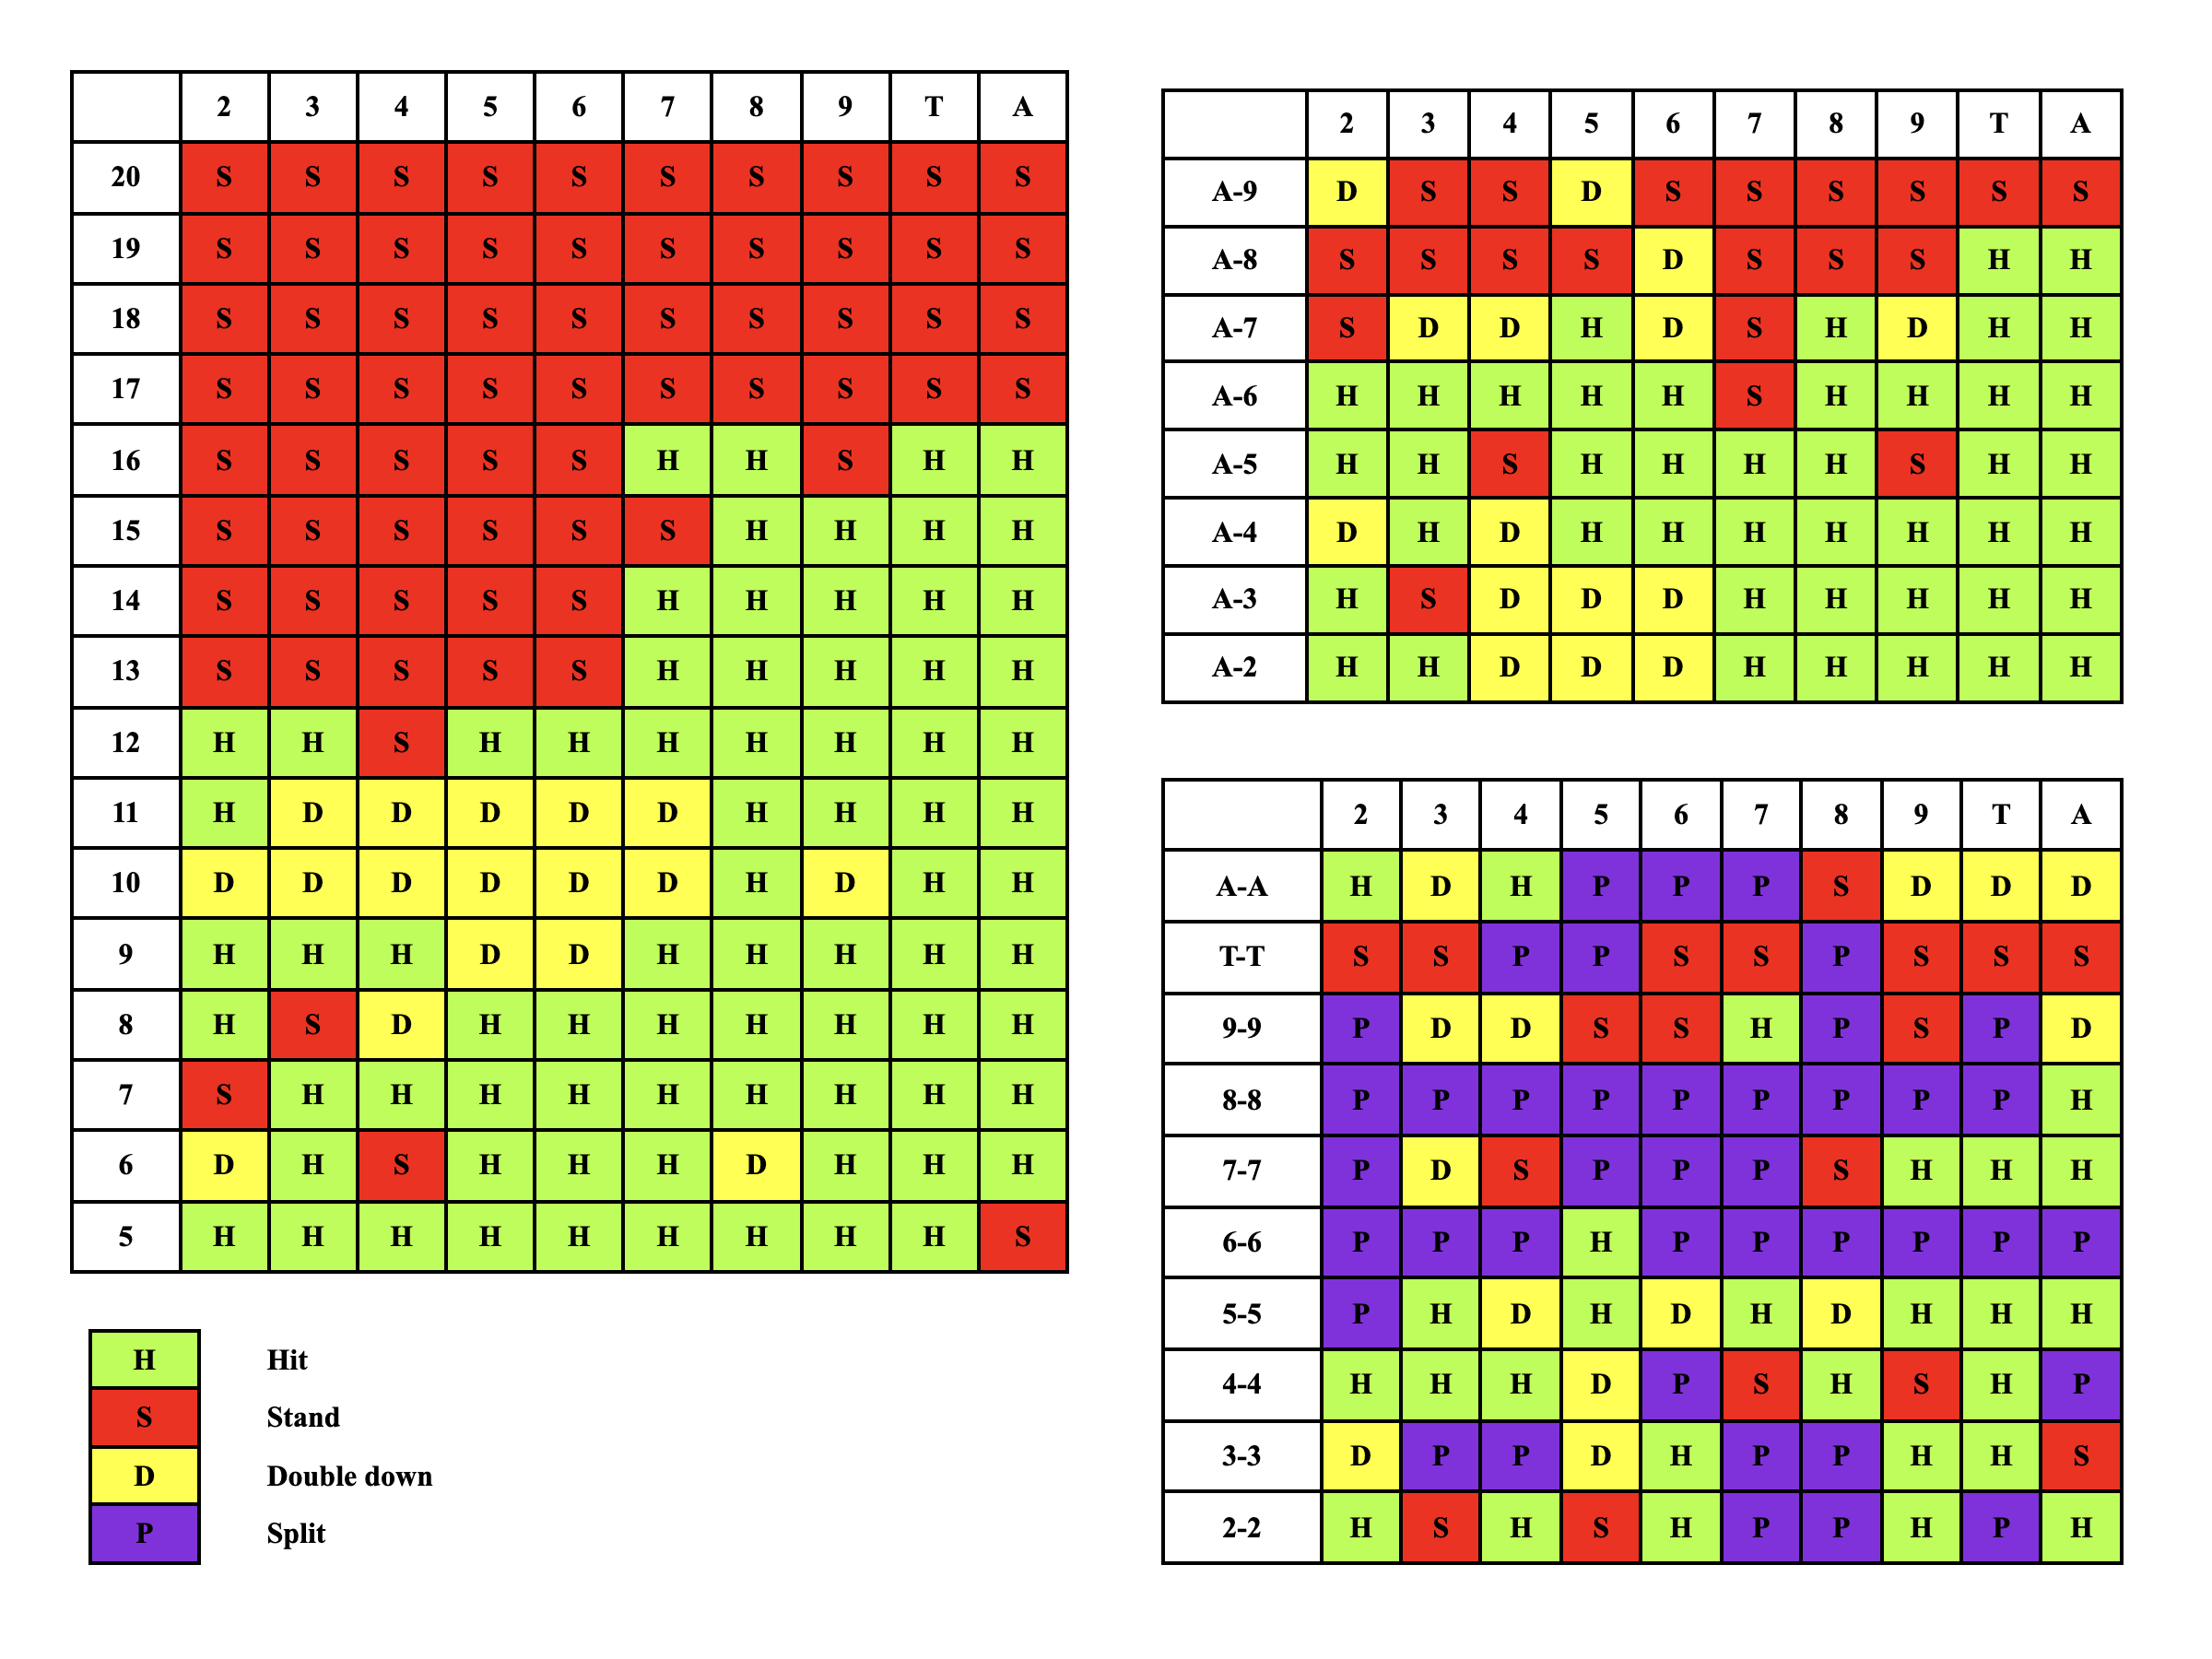 2 3 4 5 6 7 8 9 T A
20 S S S S S S S S S S
19 S S S S S S S S S S
18 S S S S S S S S S S
17 S S S S S S S S S S
16 S S S S S H H S H H
15 S S S S S S H H H H
14 S S S S S H H H H H
13 S S S S S H H H H H
12 H H S H H H H H H H
11 H D D D D D H H H H
10 D D D D D D H D H H
9 H H H D D H H H H H
8 H S D H H H H H H H
7 S H H H H H H H H H
6 D H S H H H D H H H
5 H H H H H H H H H S
H Hit
S Stand
D Double down
P Split
2 3 4 5 6 7 8 9 T A
A-9 D S S D S S S S S S
A-8 S S S S D S S S H H
A-7 S D D H D S H D H H
A-6 H H H H H S H H H H
A-5 H H S H H H H S H H
A-4 D H D H H H H H H H
A-3 H S D D D H H H H H
A-2 H H D D D H H H H H
2 3 4 5 6 7 8 9 T A
A-A H D H P P P S D D D
T-T S S P P S S P S S S
9-9 P D D S S H P S P D
8-8 P P P P P P P P P H
7-7 P D S P P P S H H H
6-6 P P P H P P P P P P
5-5 P H D H D H D H H H
4-4 H H H D P S H S H P
3-3 D P P D H P P H H S
2-2 H S H S H P P H P H